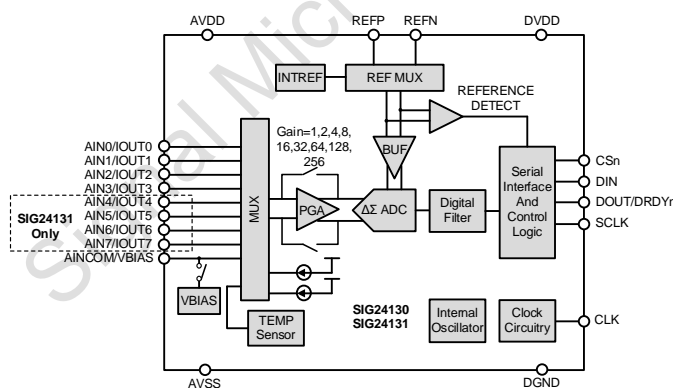 AVDD
REFP
REFN
DVDD
INTREF
REF MUX
REFERENCE
DETECT
Gain=1,2,4,8,
16,32,64,128,
256
BUF
AIN0/IOUT0
AIN1/IOUT1
AIN2/IOUT2
AIN3/IOUT3
AIN4/IOUT4
AIN5/IOUT5
AIN6/IOUT6
AIN7/IOUT7
AINCOM/VBIAS
SIG24131
Only
MUX
PGA
ΔΣ ADC
Digital
Filter
Serial
Interface
And
Control
Logic
CSn
DIN
DOUT/DRDYn
SCLK
VBIAS
TEMP
Sensor
SIG24130
SIG24131
Internal
Oscillator
Clock
Circuitry
CLK
AVSS
DGND